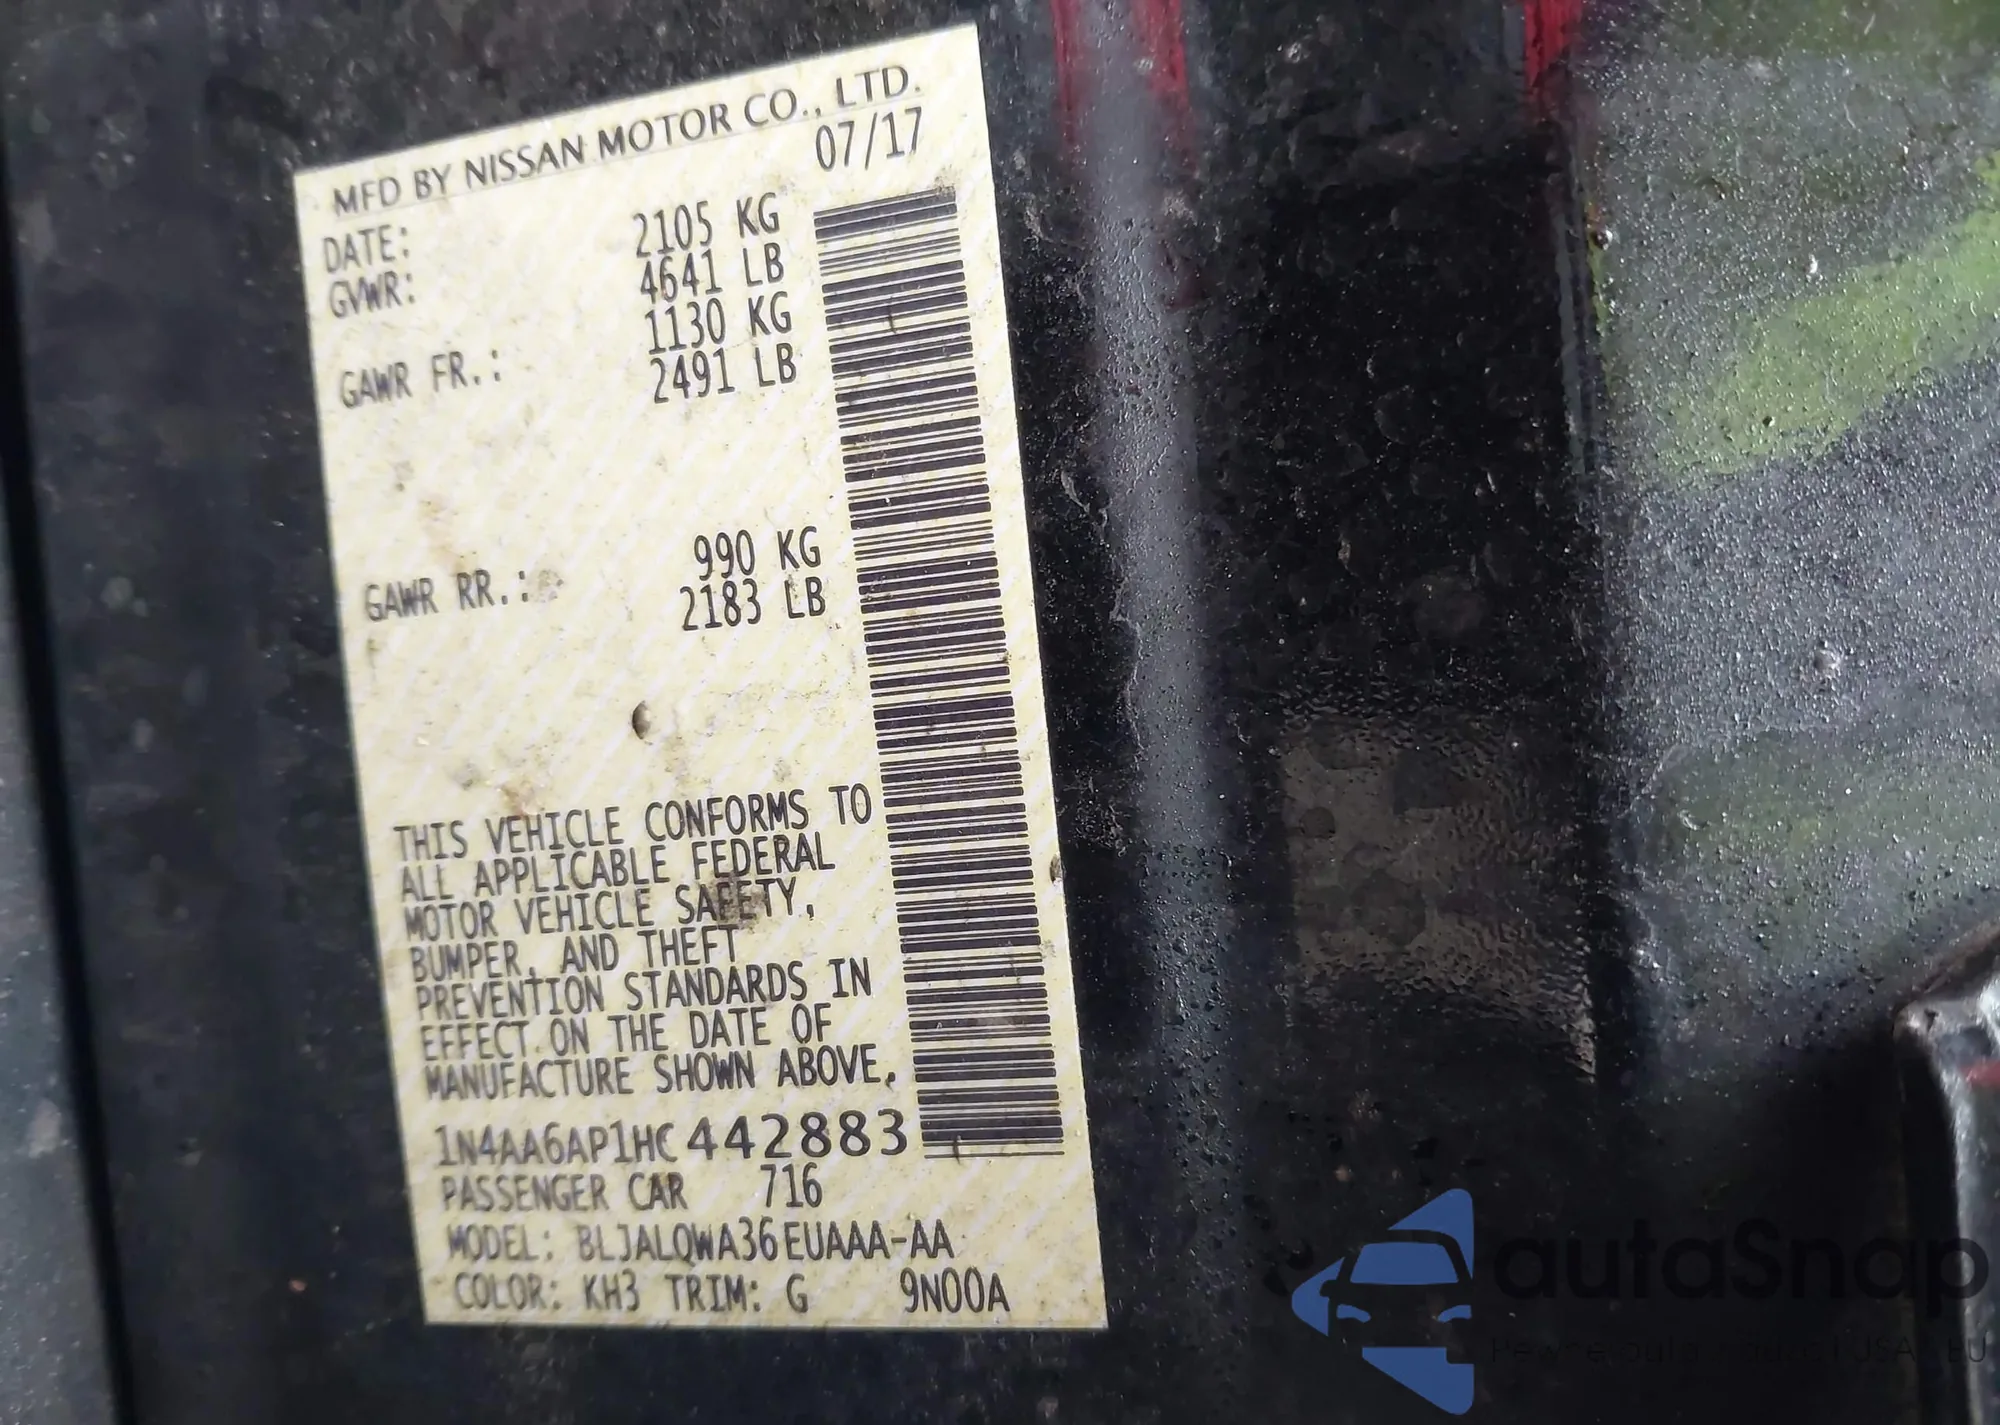 MFD BY NISSAN MOTOR CO., LTD.
DATE: 07/17
GVWR: 2105 KG
4641 LB
GAWR FR.: 1130 KG
2491 LB
GAWR RR.: 990 KG
2183 LB
THIS VEHICLE CONFORMS TO
ALL APPLICABLE FEDERAL
MOTOR VEHICLE SAFETY,
BUMPER, AND THEFT
PREVENTION STANDARDS IN
EFFECT ON THE DATE OF
MANUFACTURE SHOWN ABOVE.
1N4AA6AP1HC442883
PASSENGER CAR 716
MODEL: BLJALQWA36EUAAA-AA
COLOR: KH3 TRIM: G 9N00A
autaSnap